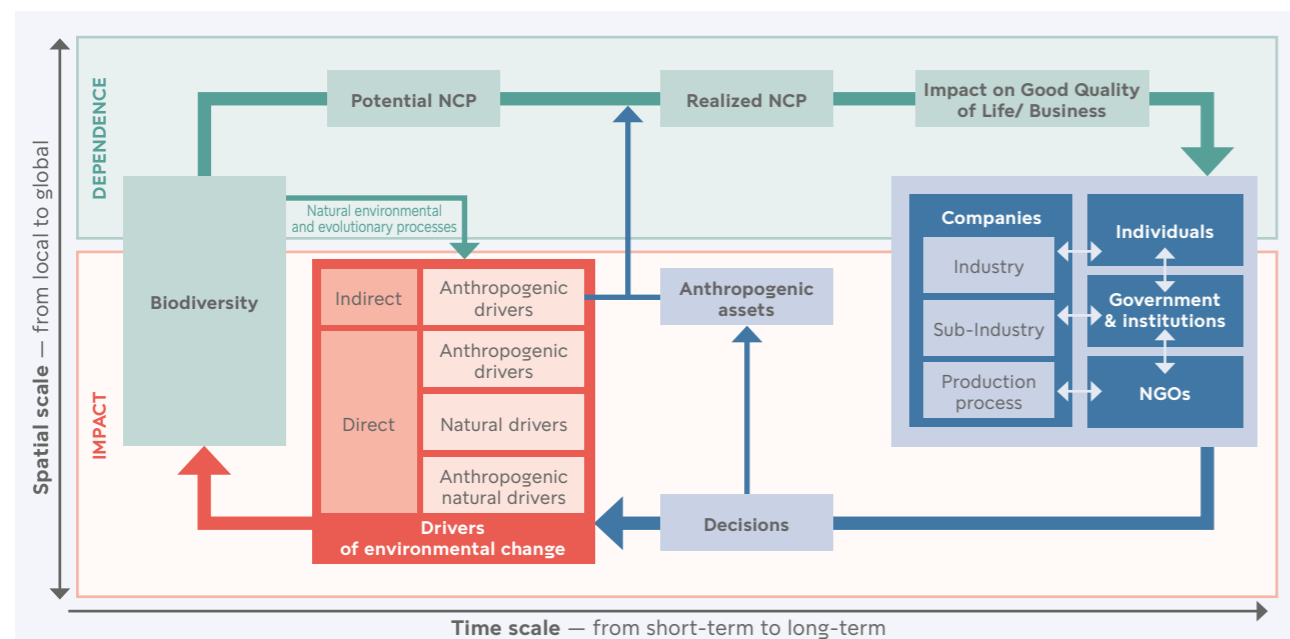 DEPENDENCE
Potential NCP
Realized NCP
Impact on Good Quality
of Life/ Business
Natural environmental
and evolutionary processes
Biodiversity
Indirect
Anthropogenic
drivers
Direct
Anthropogenic
drivers
Natural drivers
Anthropogenic
natural drivers
Drivers
of environmental change
Anthropogenic
assets
Decisions
Companies
Industry
Sub-Industry
Production
process
Individuals
Government
& institutions
NGOs
IMPACT
Spatial scale — from local to global
Time scale — from short-term to long-term